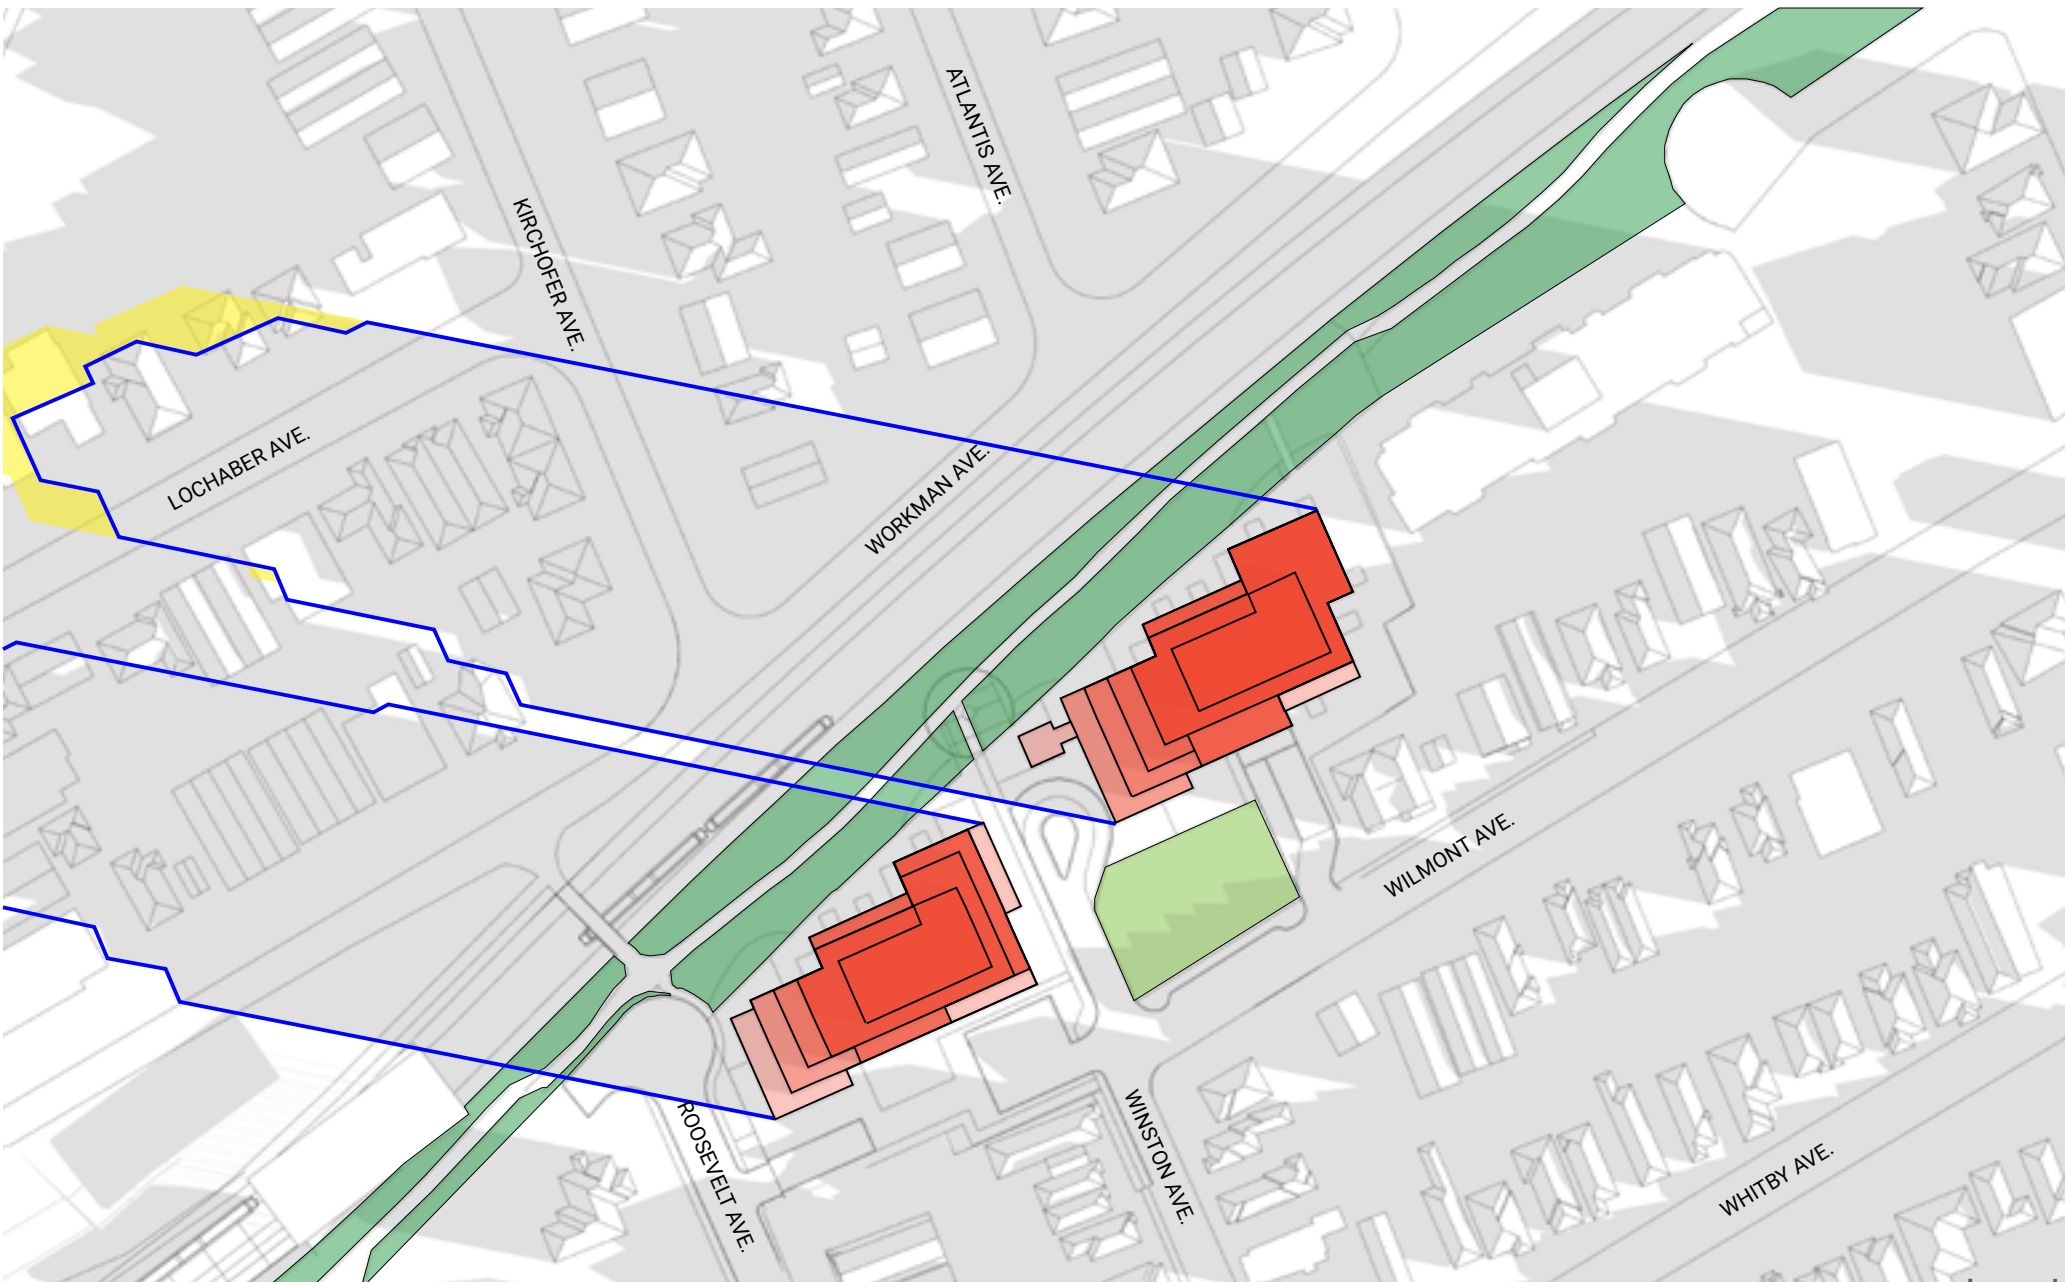 ATLANTIS AVE.
KIRCHOFER AVE.
LOCHABER AVE.
WORKMAN AVE.
WILMONT AVE.
ROOSEVELT AVE.
WINSTON AVE.
WHITBY AVE.